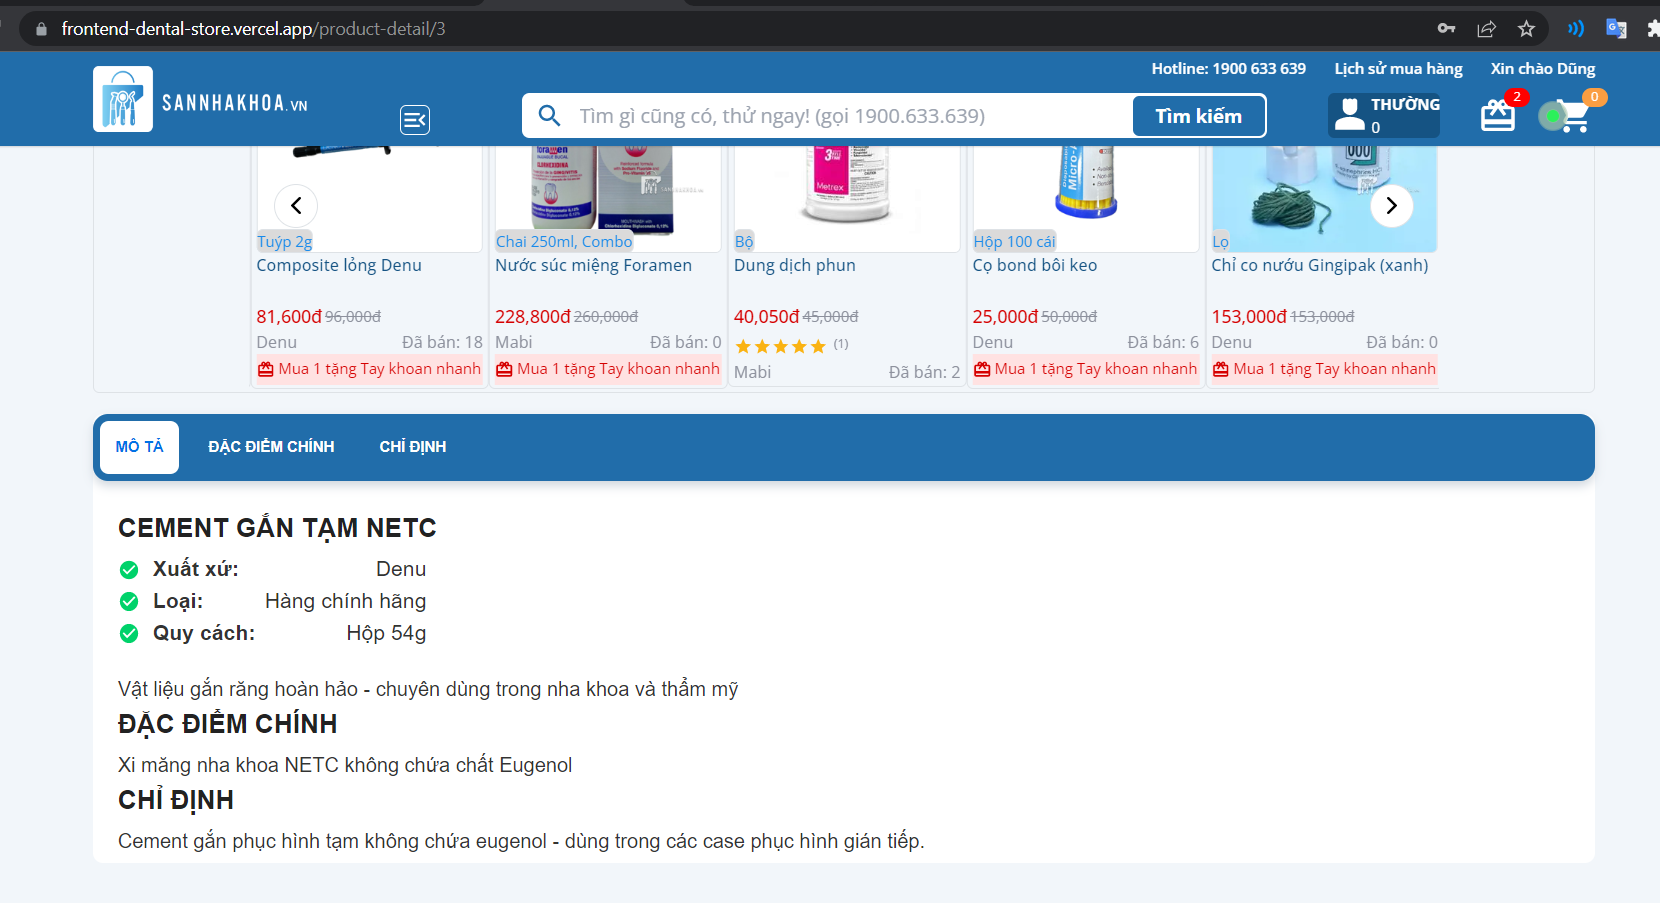 frontend-dental-store.vercel.app/product-detail/3
Hotline: 1900 633 639
Lịch sử mua hàng
Xin chào Dũng
SANNHAKHOA.VN
Tìm gì cũng có, thử ngay! (gọi 1900.633.639)
Tìm kiếm
THƯỜNG
0
2
0
foramen
CLORHEXIDINA
3
Metrex
Micro-
000
SANNHAKHOA.VN
Tuýp 2g
Chai 250ml, Combo
Bộ
Hộp 100 cái
Lọ
Composite lỏng Denu
Nước súc miệng Foramen
Dung dịch phun
Cọ bond bôi keo
Chỉ co nướu Gingipak (xanh)
81,600đ 96,000đ
228,800đ 260,000đ
40,050đ 45,000đ
25,000đ 50,000đ
153,000đ 153,000đ
Denu Đã bán: 18
Mabi Đã bán: 0
(1)
Denu Đã bán: 6
Denu Đã bán: 0
Mua 1 tặng Tay khoan nhanh
Mua 1 tặng Tay khoan nhanh
Mabi Đã bán: 2
Mua 1 tặng Tay khoan nhanh
Mua 1 tặng Tay khoan nhanh
MÔ TẢ
ĐẶC ĐIỂM CHÍNH
CHỈ ĐỊNH
CEMENT GẮN TẠM NETC
Xuất xứ: Denu
Loại: Hàng chính hãng
Quy cách: Hộp 54g
Vật liệu gắn răng hoàn hảo - chuyên dùng trong nha khoa và thẩm mỹ
ĐẶC ĐIỂM CHÍNH
Xi măng nha khoa NETC không chứa chất Eugenol
CHỈ ĐỊNH
Cement gắn phục hình tạm không chứa eugenol - dùng trong các case phục hình gián tiếp.